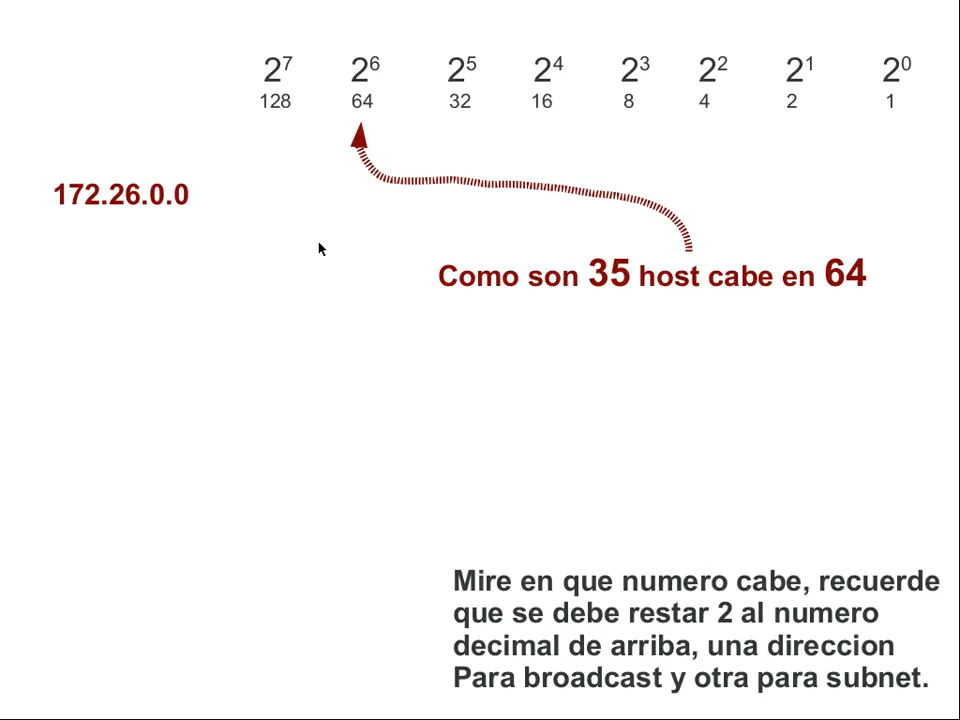 2⁷ 2⁶ 2⁵ 2⁴ 2³ 2² 2¹ 2⁰
128 64 32 16 8 4 2 1
172.26.0.0
Como son 35 host cabe en 64
Mire en que numero cabe, recuerde
que se debe restar 2 al numero
decimal de arriba, una direccion
Para broadcast y otra para subnet.